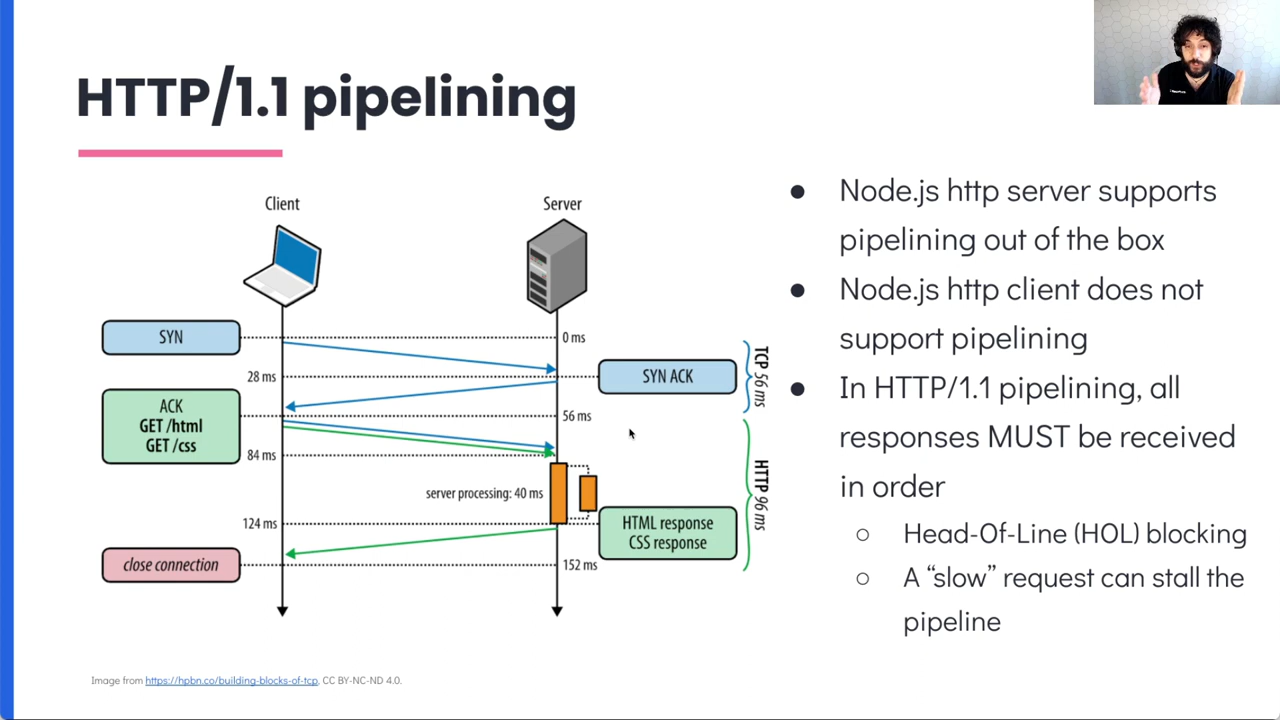 HTTP/1.1 pipelining
Client
Server
SYN
0 ms
28 ms
SYN ACK
TCP 56 ms
ACK
GET /html
GET /css
56 ms
84 ms
server processing: 40 ms
HTTP 96 ms
124 ms
HTML response
CSS response
close connection
152 ms
● Node.js http server supports
pipelining out of the box
● Node.js http client does not
support pipelining
● In HTTP/1.1 pipelining, all
responses MUST be received
in order
○ Head-Of-Line (HOL) blocking
○ A “slow” request can stall the
pipeline
Image from https://hpbn.co/building-blocks-of-tcp, CC BY-NC-ND 4.0.